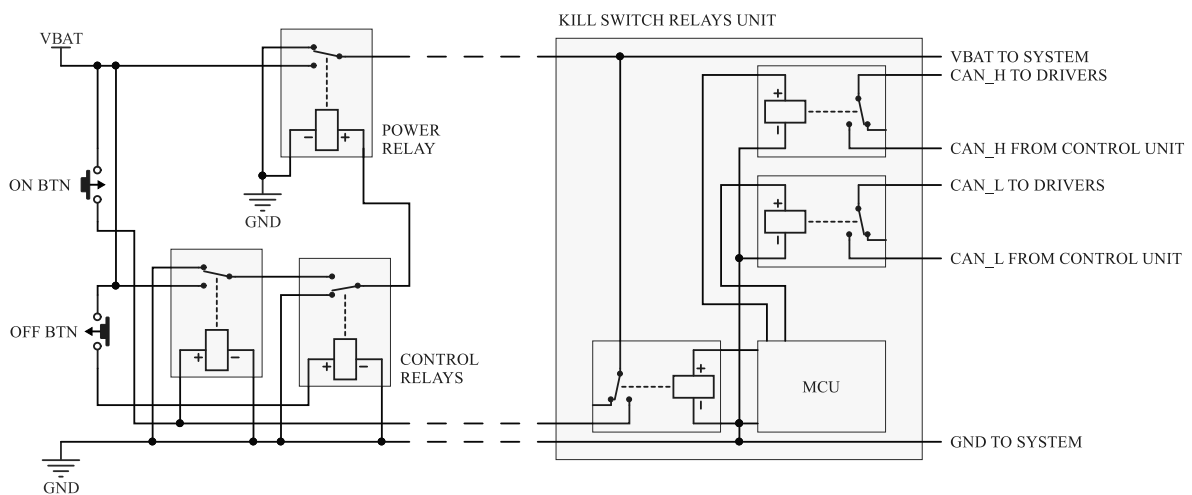 KILL SWITCH RELAYS UNIT
VBAT
VBAT TO SYSTEM
CAN_H TO DRIVERS
+
–
POWER
RELAY
– +
CAN_H FROM CONTROL UNIT
ON BTN
CAN_L TO DRIVERS
GND
+
–
CAN_L FROM CONTROL UNIT
OFF BTN
+ –
+ –
CONTROL
RELAYS
+
–
MCU
GND TO SYSTEM
GND